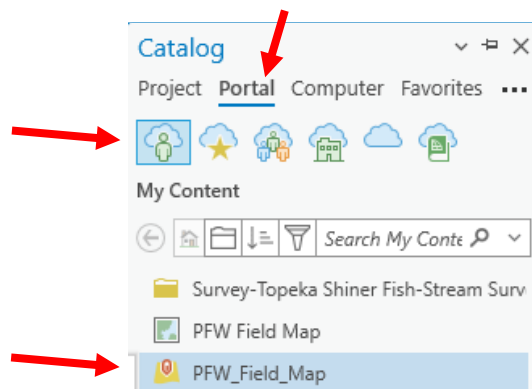 Catalog
Project Portal Computer Favorites
My Content
Search My Conte
Survey-Topeka Shiner Fish-Stream Surv
PFW Field Map
PFW_Field_Map